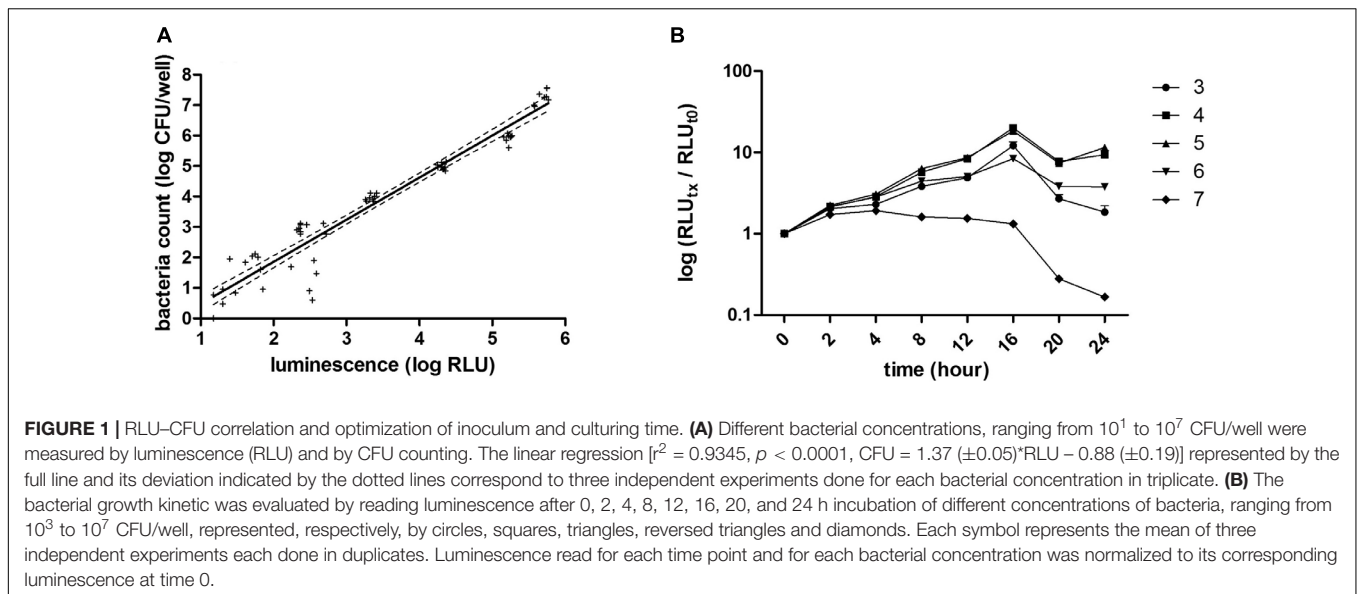 A
bacteria count (log CFU/well)
8
7
6
5
4
3
2
1
0
1 2 3 4 5 6
luminescence (log RLU)
B
log (RLUtx / RLUt0)
100
10
1
0.1
0 2 4 8 12 16 20 24
time (hour)
3
4
5
6
7
FIGURE 1 | RLU–CFU correlation and optimization of inoculum and culturing time. (A) Different bacterial concentrations, ranging from 10¹ to 10⁷ CFU/well were
measured by luminescence (RLU) and by CFU counting. The linear regression [r² = 0.9345, p < 0.0001, CFU = 1.37 (±0.05)*RLU – 0.88 (±0.19)] represented by the
full line and its deviation indicated by the dotted lines correspond to three independent experiments done for each bacterial concentration in triplicate. (B) The
bacterial growth kinetic was evaluated by reading luminescence after 0, 2, 4, 8, 12, 16, 20, and 24 h incubation of different concentrations of bacteria, ranging from
10³ to 10⁷ CFU/well, represented, respectively, by circles, squares, triangles, reversed triangles and diamonds. Each symbol represents the mean of three
independent experiments each done in duplicates. Luminescence read for each time point and for each bacterial concentration was normalized to its corresponding
luminescence at time 0.